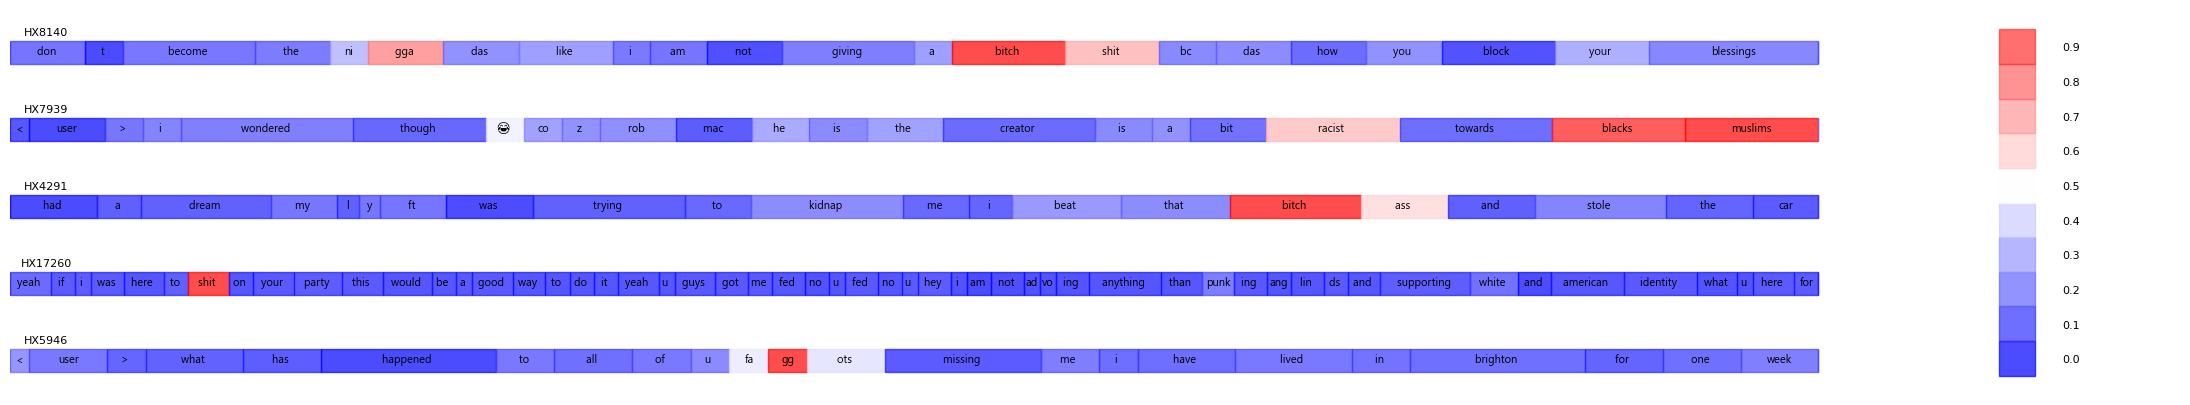 HX8140
don t become the ni gga das like i am not giving a bitch shit bc das how you block your blessings
HX7939
< user > i wondered though 😂 co z rob mac he is the creator is a bit racist towards blacks muslims
HX4291
had a dream my l y ft was trying to kidnap me i beat that bitch ass and stole the car
HX17260
yeah if i was here to shit on your party this would be a good way to do it yeah u guys got me fed no u fed no u hey i am not ad vo ing anything than punk ing ang lin ds and supporting white and american identity what u here for
HX5946
< user > what has happened to all of u fa gg ots missing me i have lived in brighton for one week
0.9
0.8
0.7
0.6
0.5
0.4
0.3
0.2
0.1
0.0